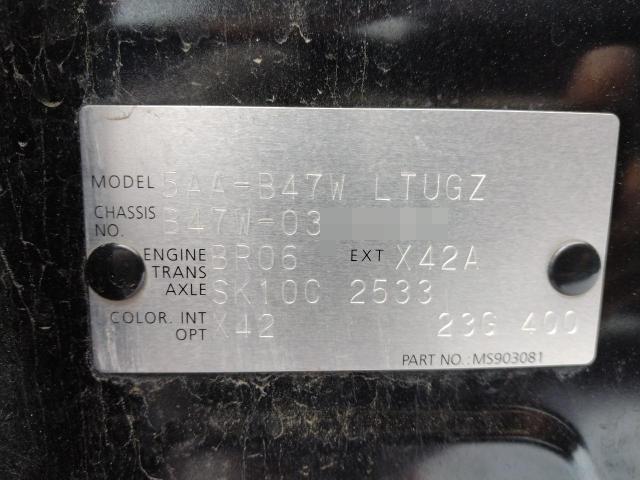 MODEL 5AA-B47W LTUGZ
CHASSIS NO. B47W-03
ENGINE BR06 EXT X42A
TRANS AXLE SK10C 2533
COLOR. INT X42 23G 400
OPT
PART NO.: MS903081